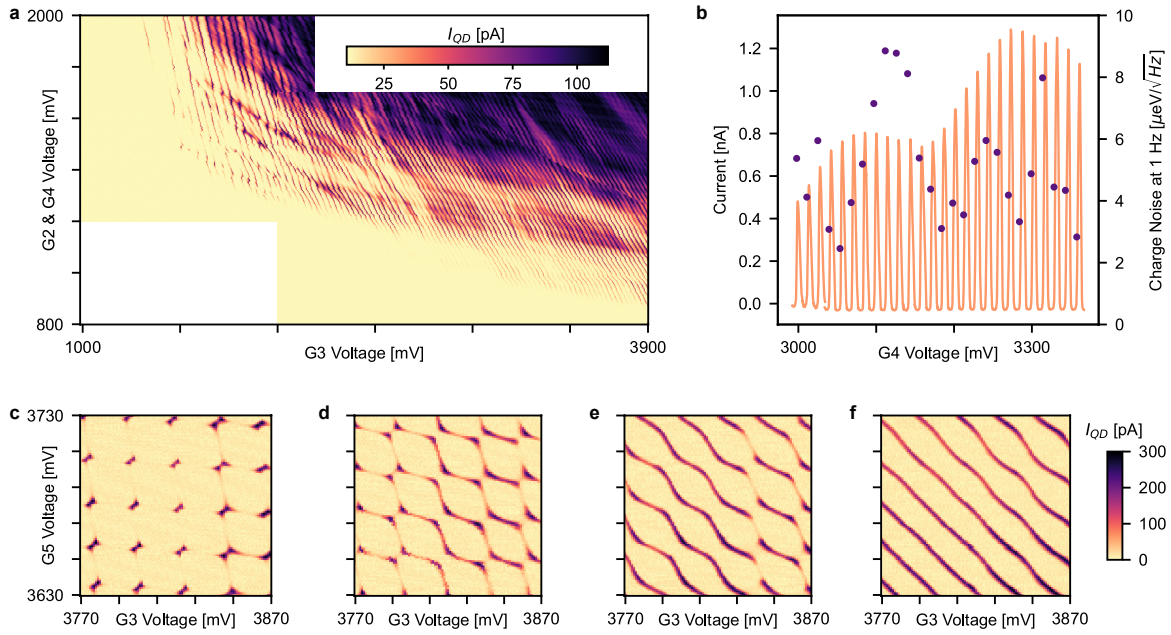 a
2000
G2 & G4 Voltage [mV]
800
1000
G3 Voltage [mV]
3900
I_QD [pA]
25 50 75 100
b
Current [nA]
1.2
1.0
0.8
0.6
0.4
0.2
0.0
3000
G4 Voltage [mV]
3300
10
8
6
4
2
0
Charge Noise at 1 Hz [μeV/√Hz]
c
3730
G5 Voltage [mV]
3630
3770 G3 Voltage [mV] 3870
d
3770 G3 Voltage [mV] 3870
e
3770 G3 Voltage [mV] 3870
f
3770 G3 Voltage [mV] 3870
I_QD [pA]
300
200
100
0